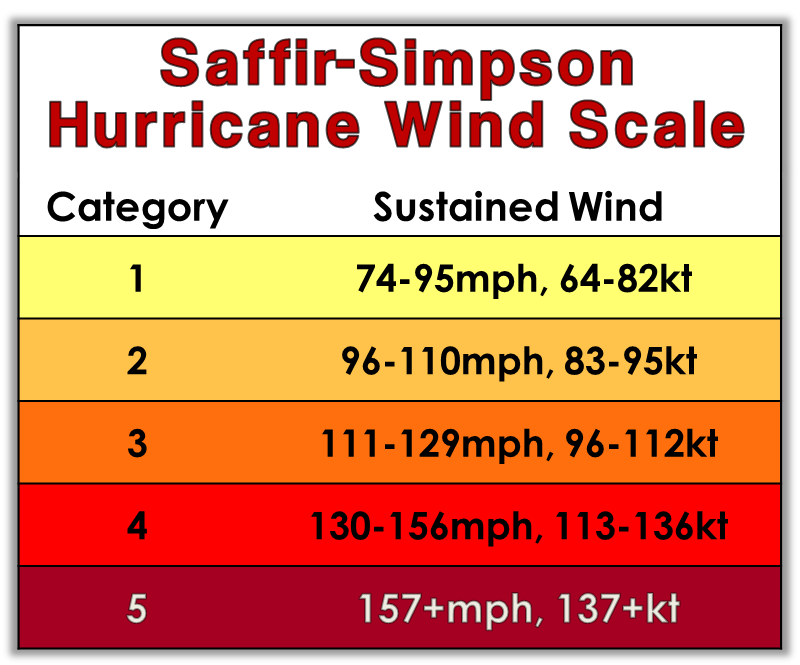 Saffir-Simpson
Hurricane Wind Scale
Category Sustained Wind
1 74-95mph, 64-82kt
2 96-110mph, 83-95kt
3 111-129mph, 96-112kt
4 130-156mph, 113-136kt
5 157+mph, 137+kt